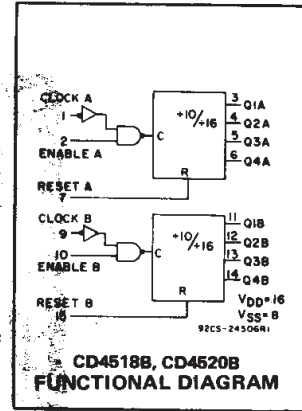 CLOCK A
1
÷10/÷16
3 Q1A
4 Q2A
5 Q3A
6 Q4A
2
C
ENABLE A
RESET A
7
R
CLOCK B
9
÷10/÷16
11 Q1B
12 Q2B
13 Q3B
14 Q4B
10
C
ENABLE B
RESET B
15
R
VDD=16
VSS=8
92CS-24506R1
CD4518B, CD4520B
FUNCTIONAL DIAGRAM